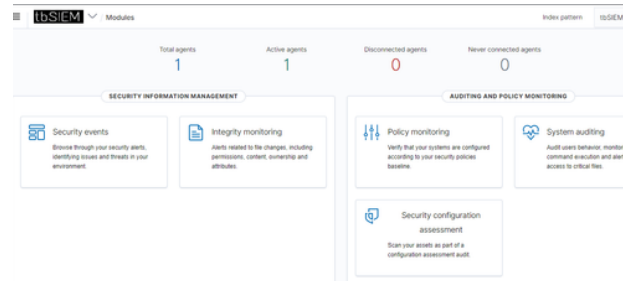 tbSIEM Modules Index pattern tbSIEM
Total agents Active agents Disconnected agents Never connected agents
1 1 0 0
SECURITY INFORMATION MANAGEMENT
Security events
Browse through your security alerts,
identifying issues and threats in your
environment.
Integrity monitoring
Alerts related to file changes, including
permissions, content, ownership and
attributes.
AUDITING AND POLICY MONITORING
Policy monitoring
Verify that your systems are configured
according to your security policies
baseline.
System auditing
Audit users behavior, monitor
command execution and aler
access to critical files.
Security configuration
assessment
Scan your assets as part of a
configuration assessment audit.